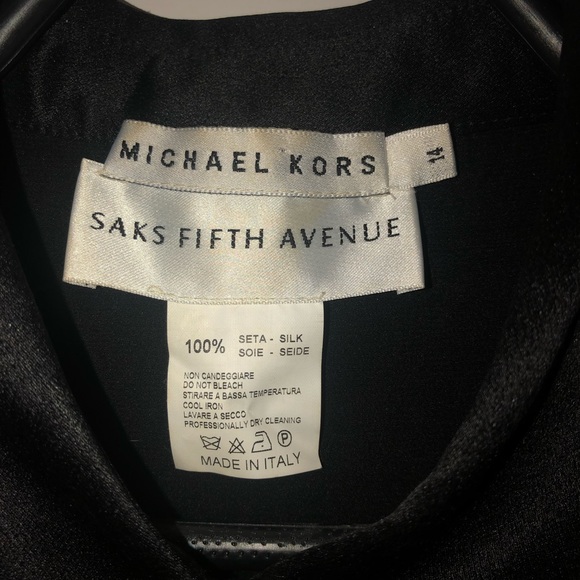 MICHAEL KORS
14
SAKS FIFTH AVENUE
100% SETA - SILK
SOIE - SEIDE
NON CANDEGGIARE
DO NOT BLEACH
STIRARE A BASSA TEMPERATURA
COOL IRON
LAVARE A SECCO
PROFESSIONALLY DRY CLEANING
P
MADE IN ITALY